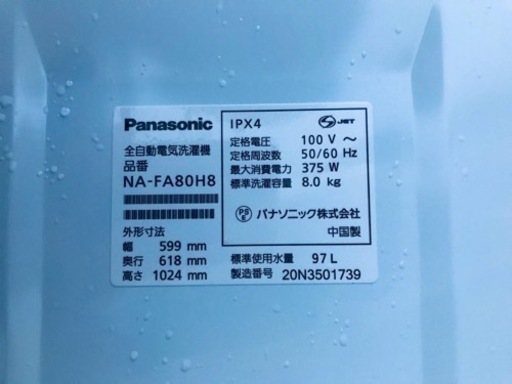 Panasonic
全自動電気洗濯機
品番
NA-FA80H8
外形寸法
幅 599 mm
奥行 618 mm
高さ 1024 mm
IPX4
S JET
定格電圧 100 V ～
定格周波数 50/60 Hz
最大消費電力 375 W
標準洗濯容量 8.0 kg
PS E パナソニック株式会社
中国製
標準使用水量 97 L
製造番号 20N3501739